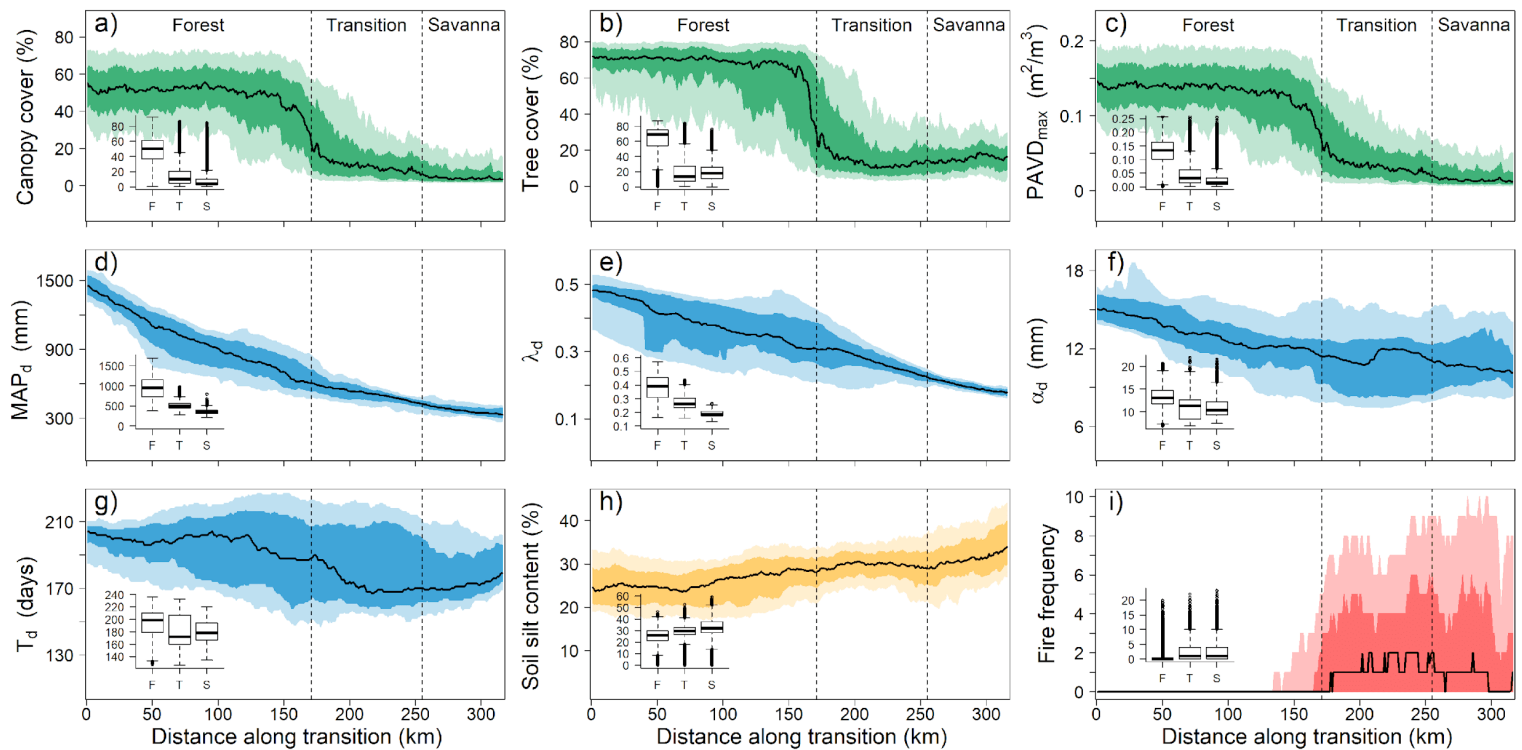 a) Forest Transition Savanna
Canopy cover (%)
80
60
40
20
0
80
60
40
20
0
F T S
b) Forest Transition Savanna
Tree cover (%)
80
60
40
20
0
80
60
40
20
0
F T S
c) Forest Transition Savanna
PAVDmax (m2/m3)
0.2
0.1
0
0.25
0.20
0.15
0.10
0.05
0.00
F T S
d)
MAPd (mm)
1500
900
300
1500
1000
500
0
F T S
e)
λd
0.5
0.3
0.1
0.6
0.5
0.4
0.3
0.2
0.1
F T S
f)
αd (mm)
18
12
6
20
15
10
F T S
g)
Td (days)
210
170
130
240
220
200
180
160
140
F T S
0 50 100 150 200 250 300
Distance along transition (km)
h)
Soil silt content (%)
40
30
20
10
60
50
40
30
20
10
0
F T S
0 50 100 150 200 250 300
Distance along transition (km)
i)
Fire frequency
10
8
6
4
2
0
20
15
10
5
0
F T S
0 50 100 150 200 250 300
Distance along transition (km)